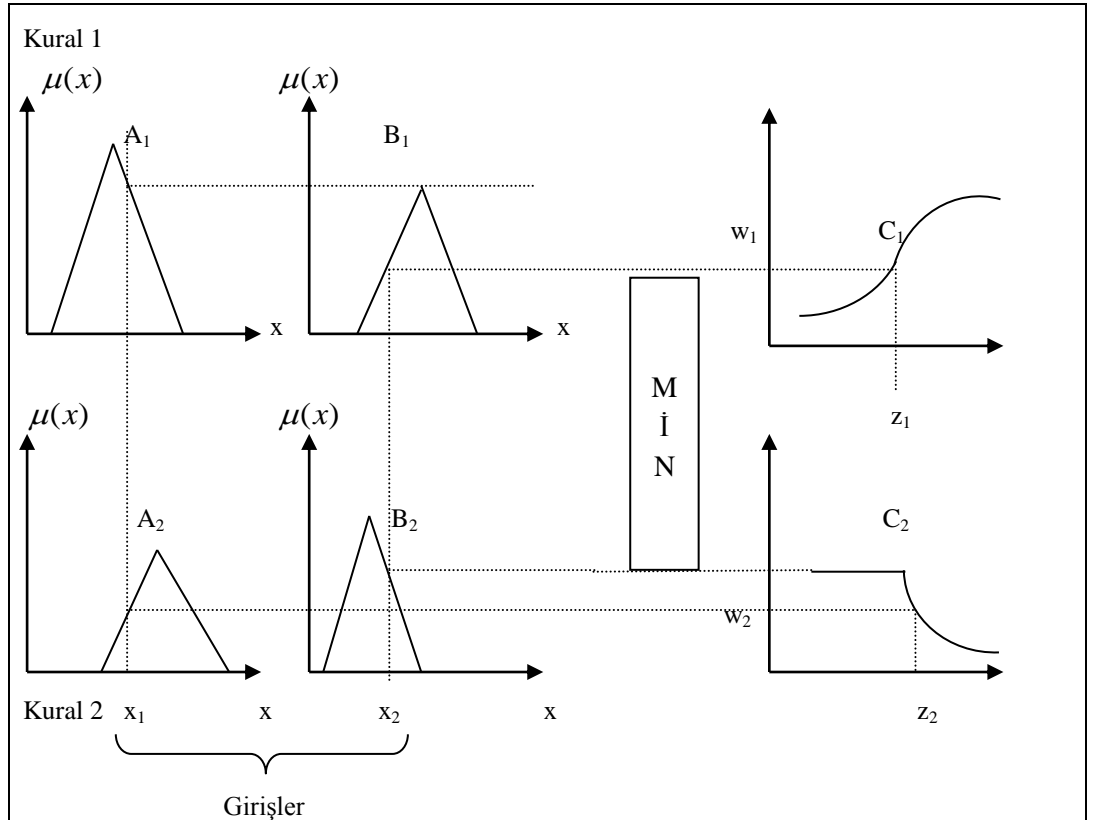 Kural 1
μ(x) μ(x)
A₁ B₁
w₁ C₁
x x
M
İ
N
z₁
μ(x) μ(x)
A₂ B₂ C₂
w₂
Kural 2 x₁ x x₂ x z₂
Girişler